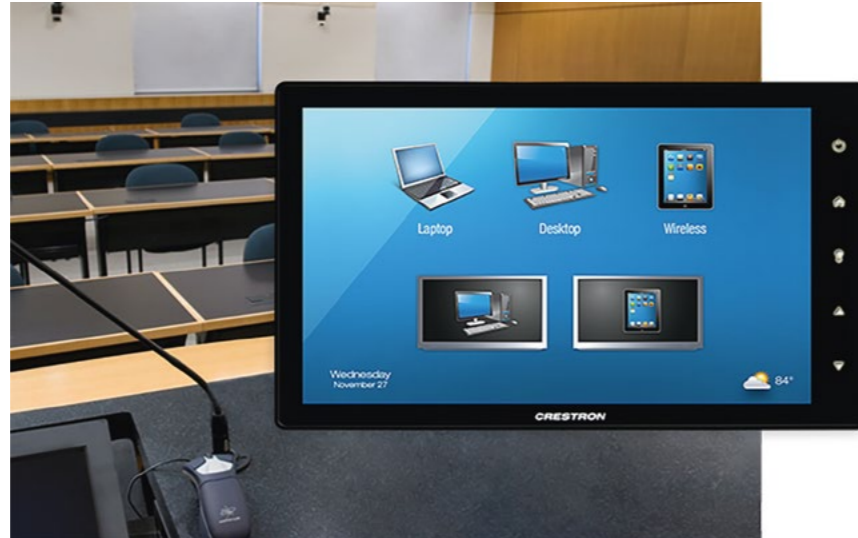 Laptop
Desktop
Wireless
Wednesday
November 27
84°
CRESTRON